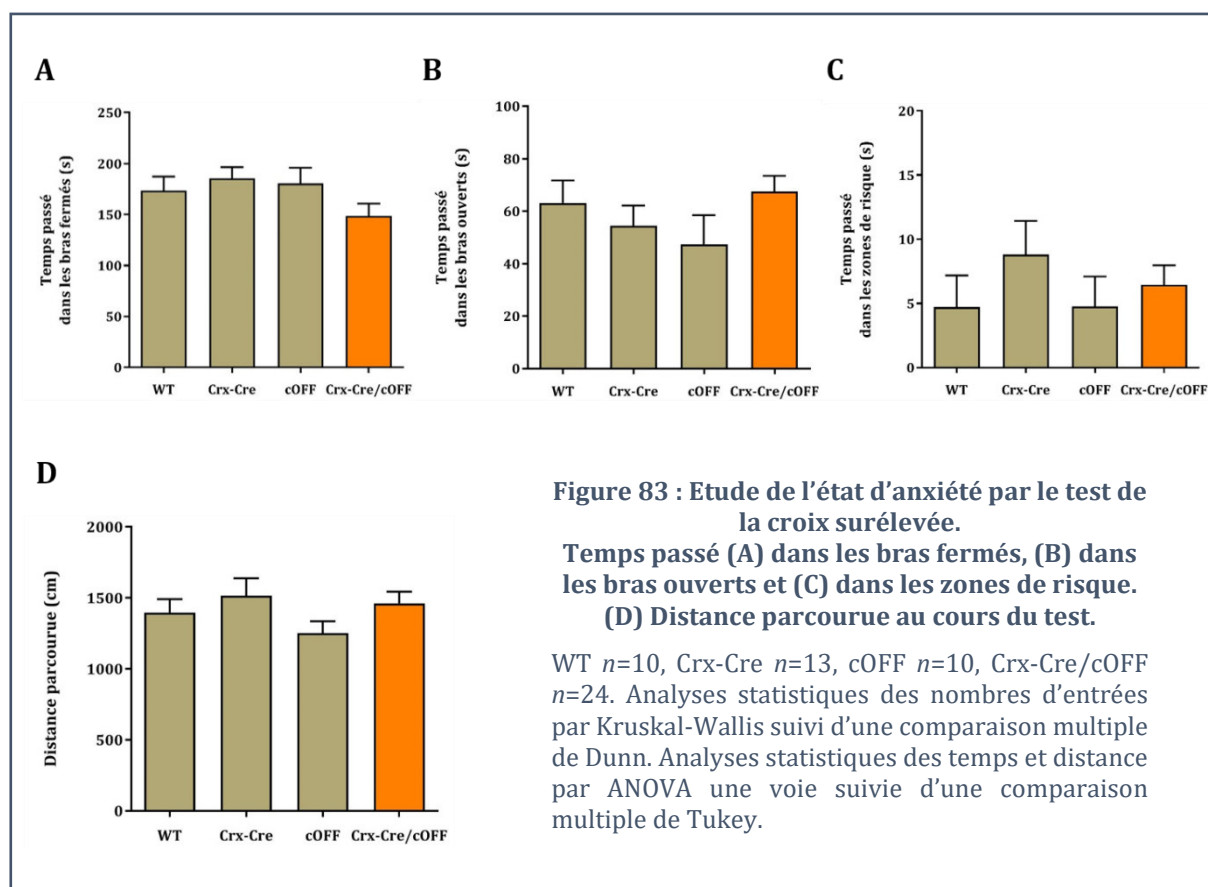 A
Temps passé
dans les bras fermés (s)
250
200
150
100
50
0
WT
Crx-Cre
cOFF
Crx-Cre/cOFF
B
Temps passé
dans les bras ouverts (s)
100
80
60
40
20
0
WT
Crx-Cre
cOFF
Crx-Cre/cOFF
C
Temps passé
dans les zones de risque (s)
20
15
10
5
0
WT
Crx-Cre
cOFF
Crx-Cre/cOFF
D
Distance parcourue (cm)
2000
1500
1000
500
0
WT
Crx-Cre
cOFF
Crx-Cre/cOFF
Figure 83 : Etude de l’état d’anxiété par le test de
la croix surélevée.
Temps passé (A) dans les bras fermés, (B) dans
les bras ouverts et (C) dans les zones de risque.
(D) Distance parcourue au cours du test.
WT n=10, Crx-Cre n=13, cOFF n=10, Crx-Cre/cOFF
n=24. Analyses statistiques des nombres d’entrées
par Kruskal-Wallis suivi d’une comparaison multiple
de Dunn. Analyses statistiques des temps et distance
par ANOVA une voie suivie d’une comparaison
multiple de Tukey.